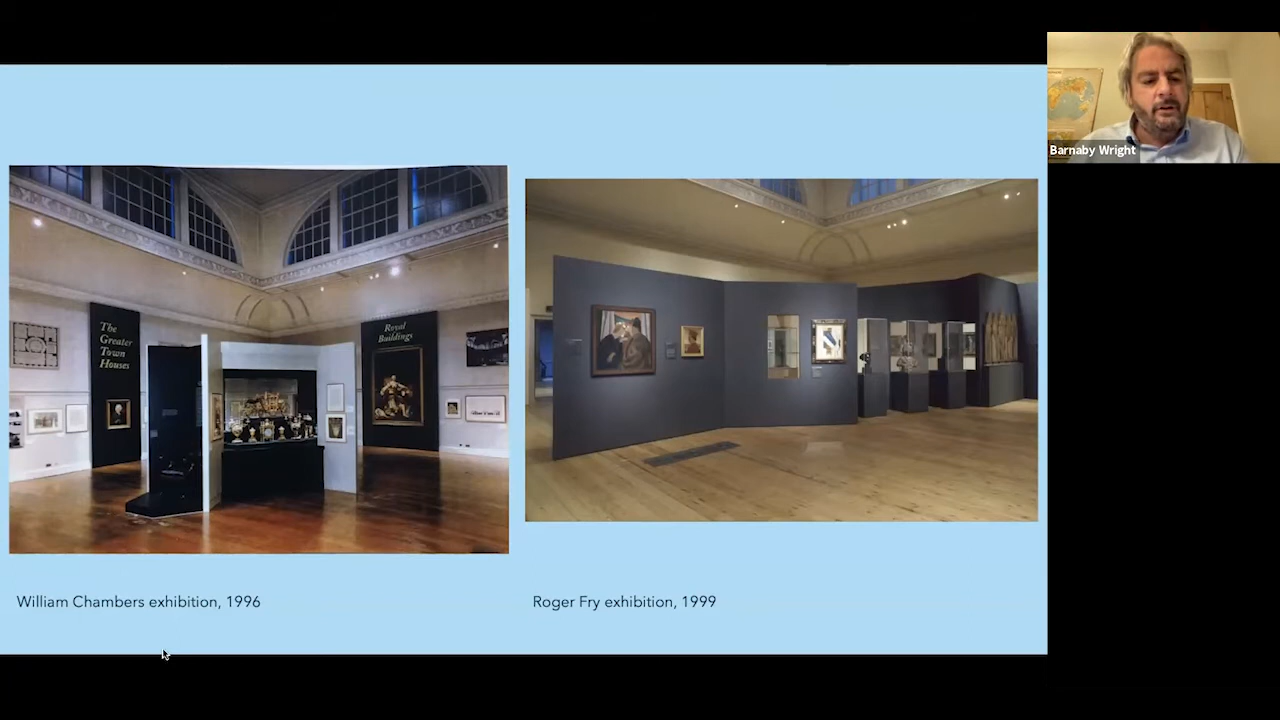 Barnaby Wright
The
Greater
Town
Houses
Royal
Buildings
William Chambers exhibition, 1996
Roger Fry exhibition, 1999